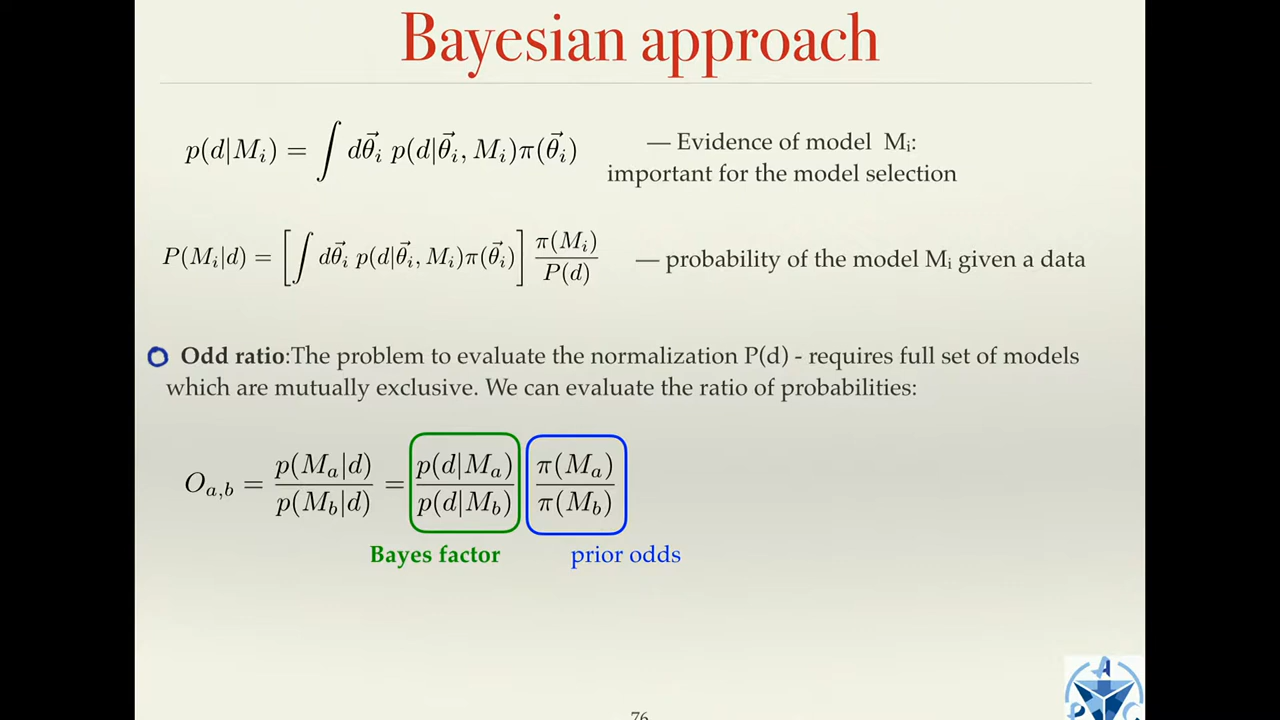 Bayesian approach
p(d|M_i) = ∫ dθ⃗_i p(d|θ⃗_i, M_i)π(θ⃗_i)
— Evidence of model M_i:
important for the model selection
P(M_i|d) = [∫ dθ⃗_i p(d|θ⃗_i, M_i)π(θ⃗_i)] π(M_i)/P(d)
— probability of the model M_i given a data
Odd ratio:The problem to evaluate the normalization P(d) - requires full set of models
which are mutually exclusive. We can evaluate the ratio of probabilities:
O_{a,b} = p(M_a|d)/p(M_b|d) = p(d|M_a)/p(d|M_b) π(M_a)/π(M_b)
Bayes factor prior odds
A
P C
76